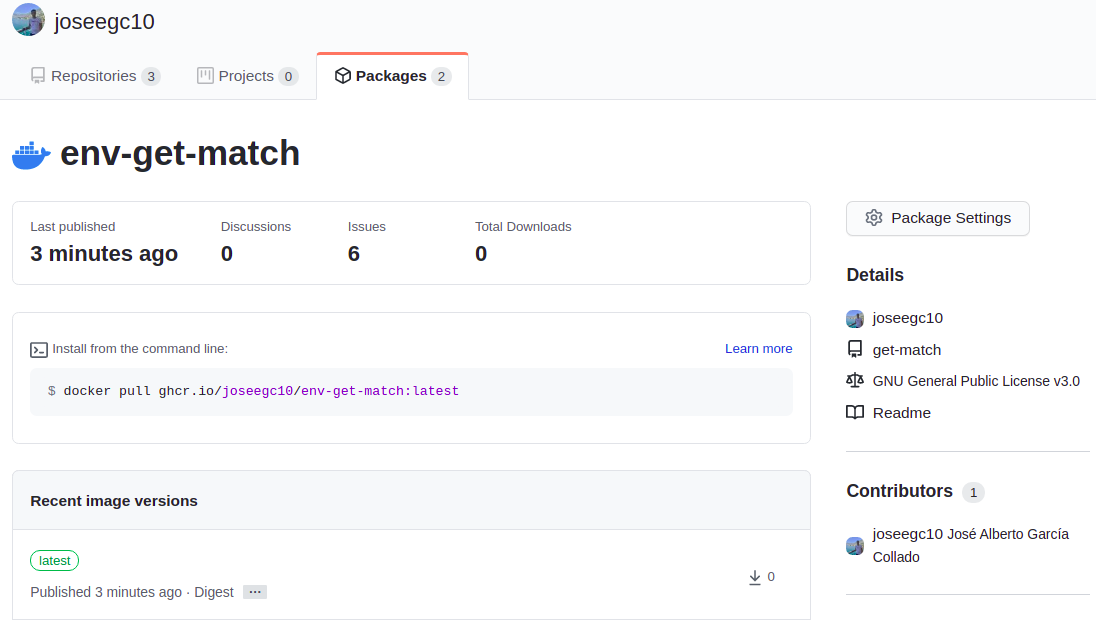 joseegc10
Repositories 3 Projects 0 Packages 2
env-get-match
Last published Discussions Issues Total Downloads
3 minutes ago 0 6 0
Package Settings
Details
joseegc10
get-match
GNU General Public License v3.0
Readme
Install from the command line: Learn more
$ docker pull ghcr.io/joseegc10/env-get-match:latest
Contributors 1
joseegc10 José Alberto García
Collado
Recent image versions
latest
Published 3 minutes ago · Digest ···
0